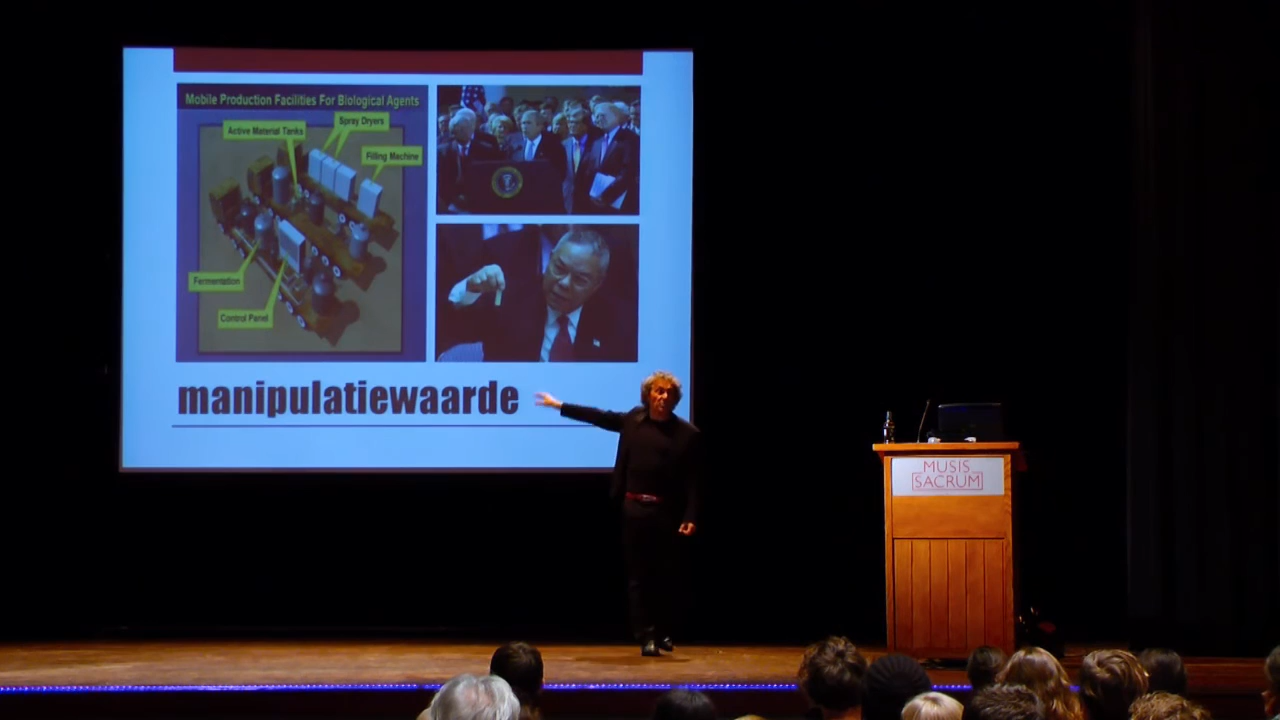 Mobile Production Facilities For Biological Agents
Active Material Tanks
Spray Dryers
Filling Machine
Fermentation
Control Panel
manipulatiewaarde
MUSIS
SACRUM